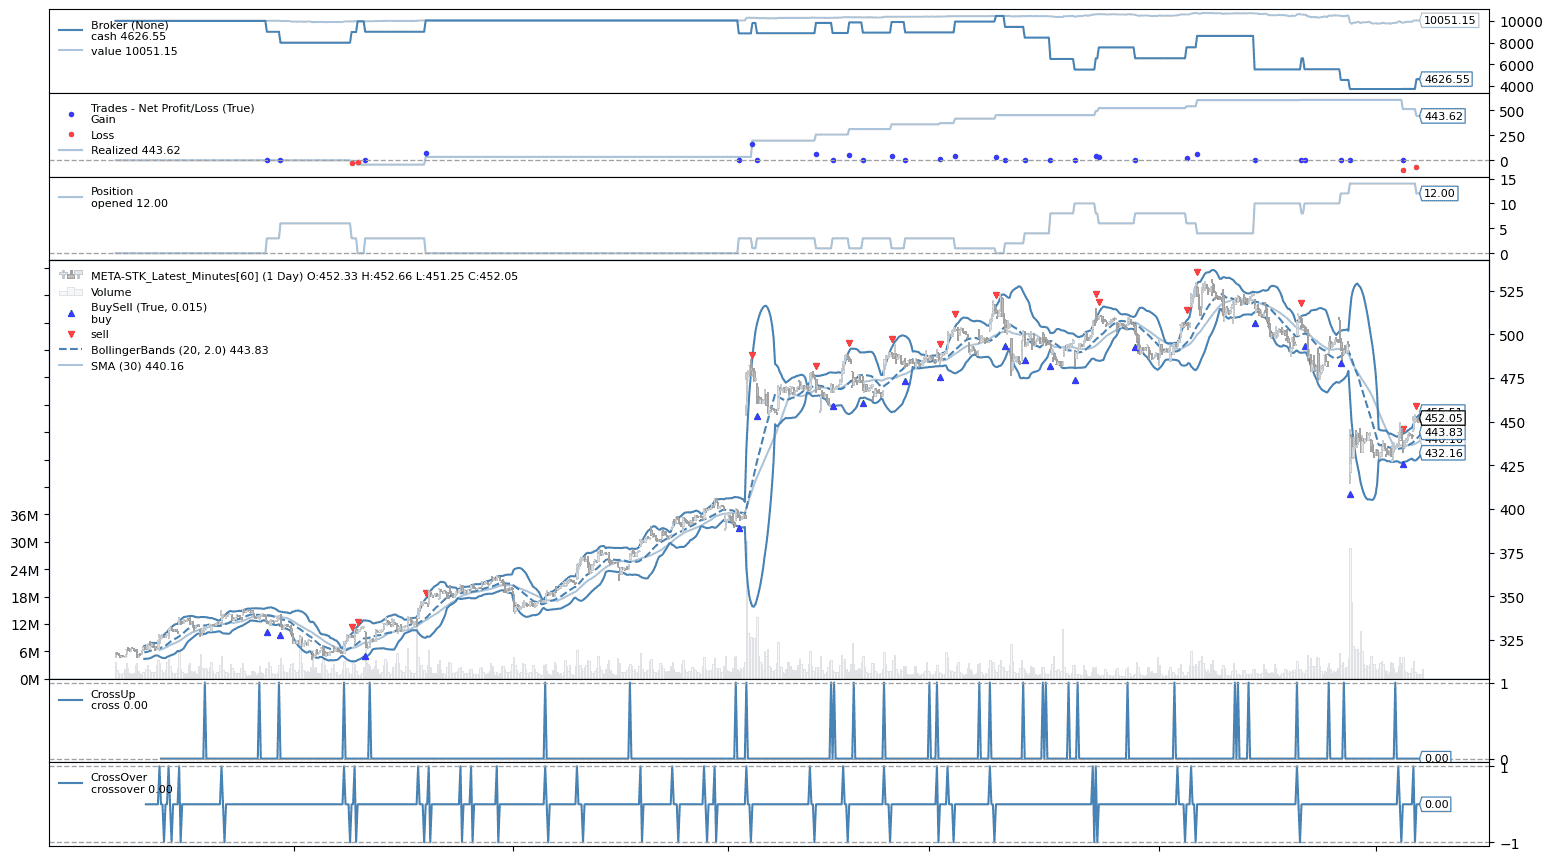 Broker (None)
cash 4626.55
value 10051.15
10000
8000
6000
4000
10051.15
4626.55
Trades - Net Profit/Loss (True)
Gain
Loss
Realized 443.62
500
250
0
443.62
Position
opened 12.00
15
10
5
0
12.00
META-STK_Latest_Minutes[60] (1 Day) O:452.33 H:452.66 L:451.25 C:452.05
Volume
BuySell (True, 0.015)
buy
sell
BollingerBands (20, 2.0) 443.83
SMA (30) 440.16
36M
30M
24M
18M
12M
6M
0M
525
500
475
450
425
400
375
350
325
452.05
443.83
432.16
CrossUp
cross 0.00
1
0
0.00
CrossOver
crossover 0.00
1
−1
0.00